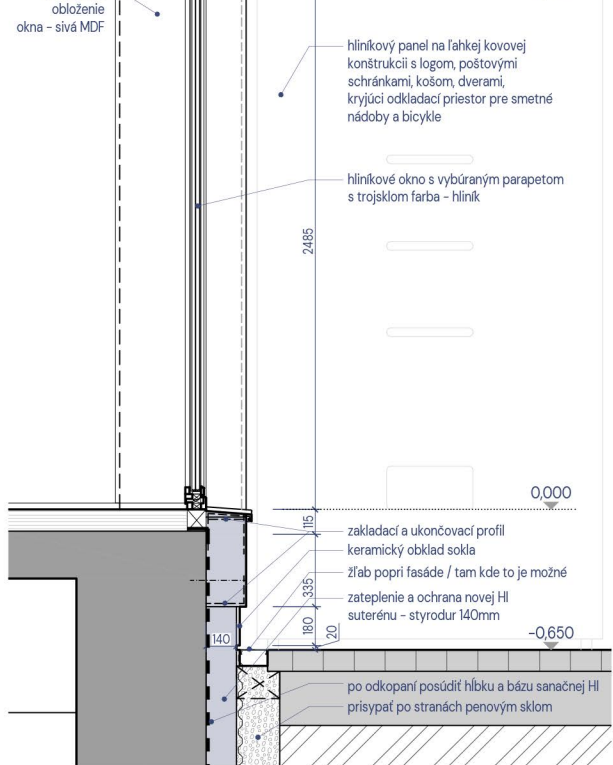 obloženie
okna - sivá MDF
hliníkový panel na ľahkej kovovej
konštrukcii s logom, poštovými
schránkami, košom, dverami,
kryjúci odkladací priestor pre smetné
nádoby a bicykle
hliníkové okno s vybúraným parapetom
s trojsklom farba - hliník
2485
0,000
115
zakladací a ukončovací profil
keramický obklad sokla
žľab popri fasáde / tam kde to je možné
335
zateplenie a ochrana novej HI
suterénu - styrodur 140mm
180
20
140
-0,650
po odkopaní posúdiť hĺbku a bázu sanačnej HI
prisypať po stranách penovým sklom